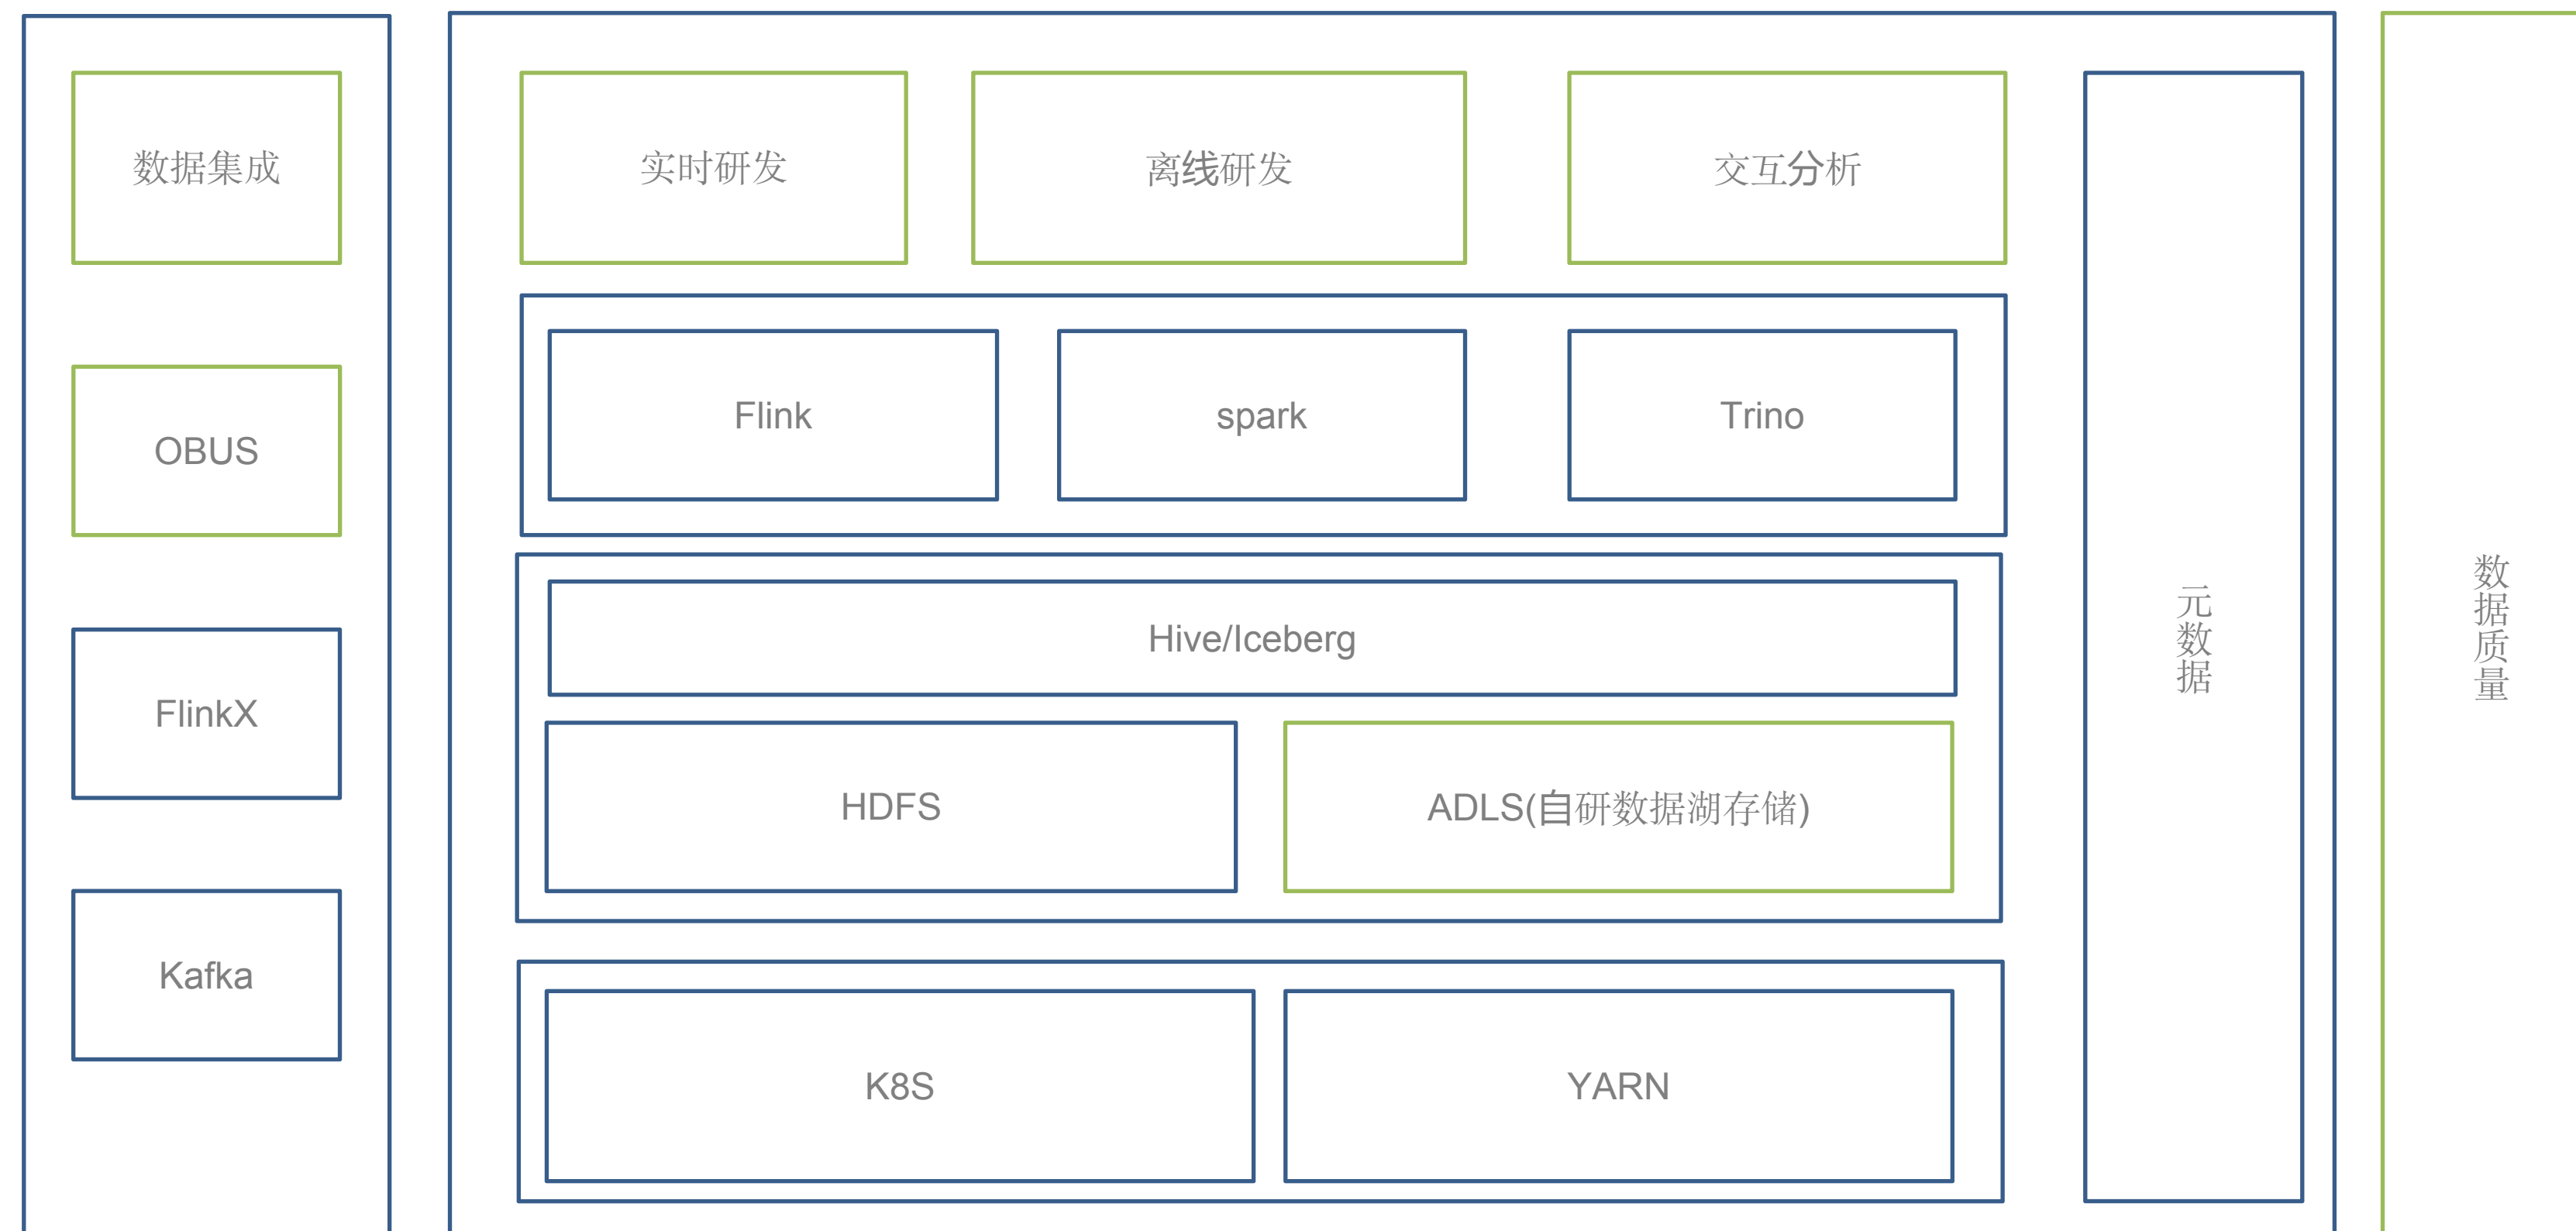 数据集成
OBUS
FlinkX
Kafka
实时研发
离线研发
交互分析
Flink
spark
Trino
Hive/Iceberg
HDFS
ADLS(自研数据湖存储)
K8S
YARN
元数据
数据质量